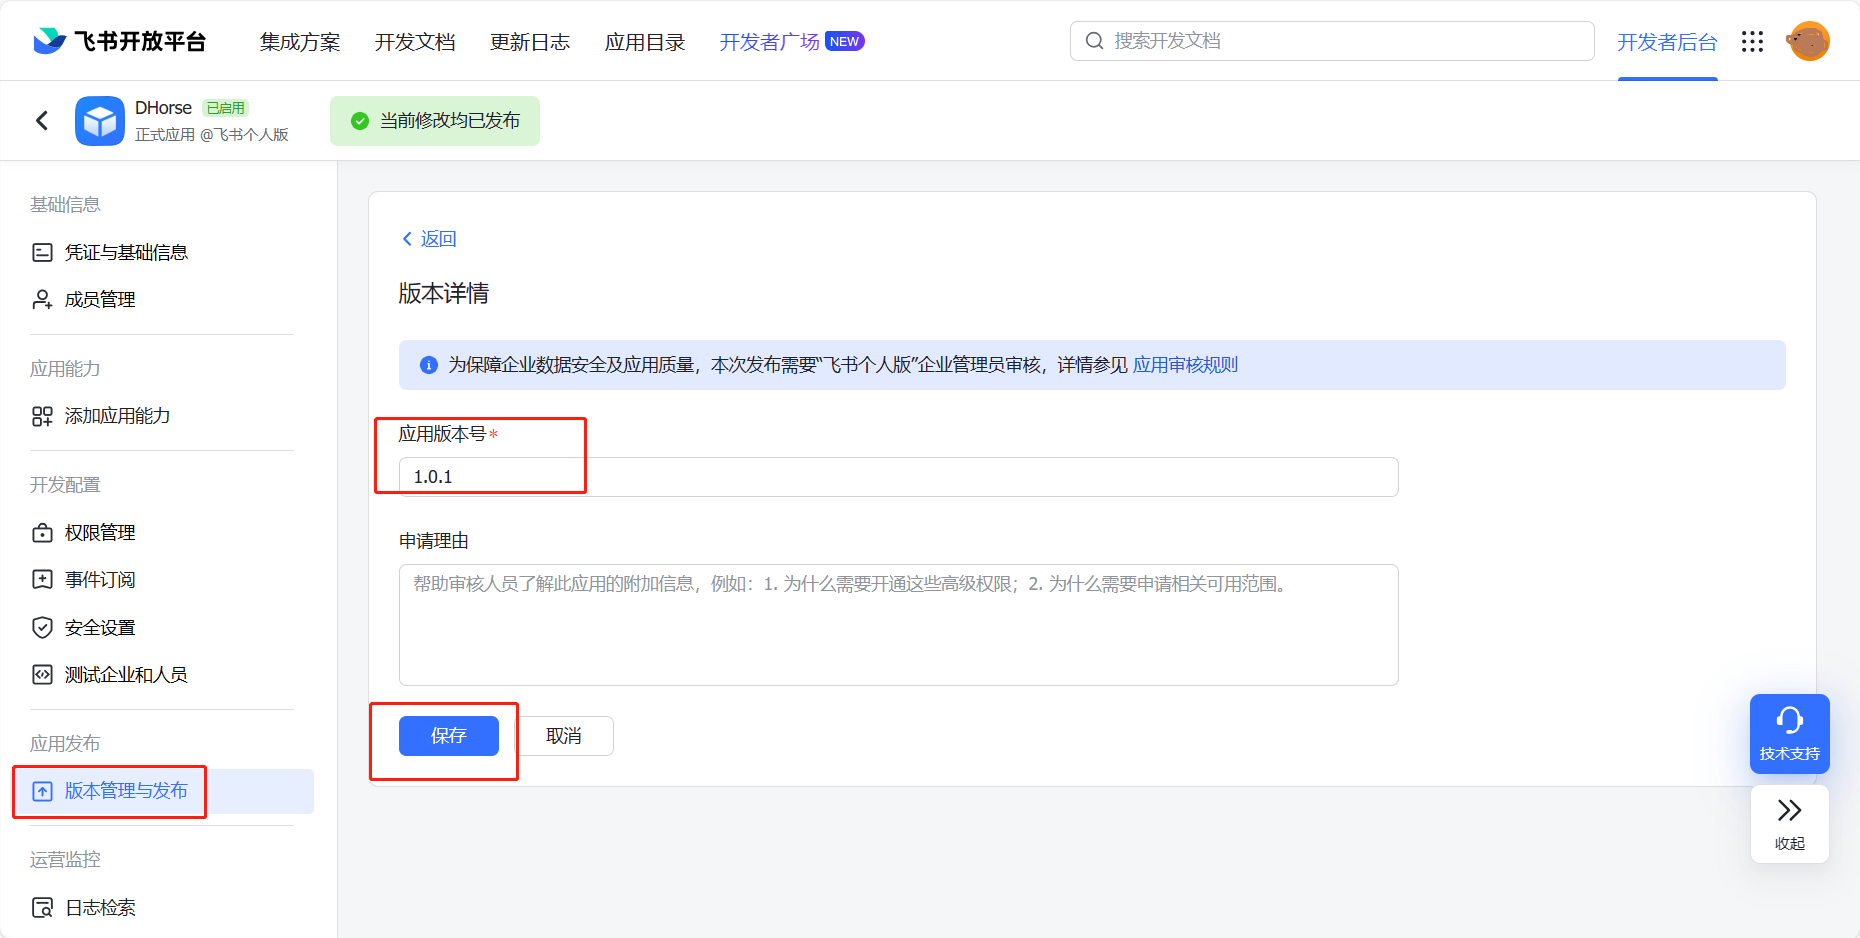 飞书开放平台
集成方案
开发文档
更新日志
应用目录
开发者广场 NEW
搜索开发文档
开发者后台
DHorse 已启用
正式应用 @飞书个人版
当前修改均已发布
基础信息
凭证与基础信息
成员管理
应用能力
添加应用能力
开发配置
权限管理
事件订阅
安全设置
测试企业和人员
应用发布
版本管理与发布
运营监控
日志检索
返回
版本详情
为保障企业数据安全及应用质量，本次发布需要“飞书个人版”企业管理员审核，详情参见 应用审核规则
应用版本号*
1.0.1
申请理由
帮助审核人员了解此应用的附加信息，例如：1. 为什么需要开通这些高级权限；2. 为什么需要申请相关可用范围。
保存
取消
技术支持
收起